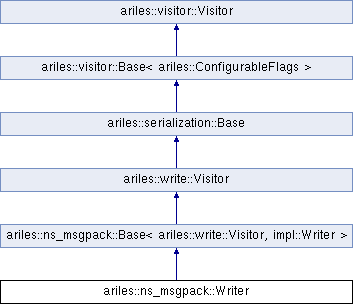 ariles::visitor::Visitor
ariles::visitor::Base< ariles::ConfigurableFlags >
ariles::serialization::Base
ariles::write::Visitor
ariles::ns_msgpack::Base< ariles::write::Visitor, impl::Writer >
ariles::ns_msgpack::Writer